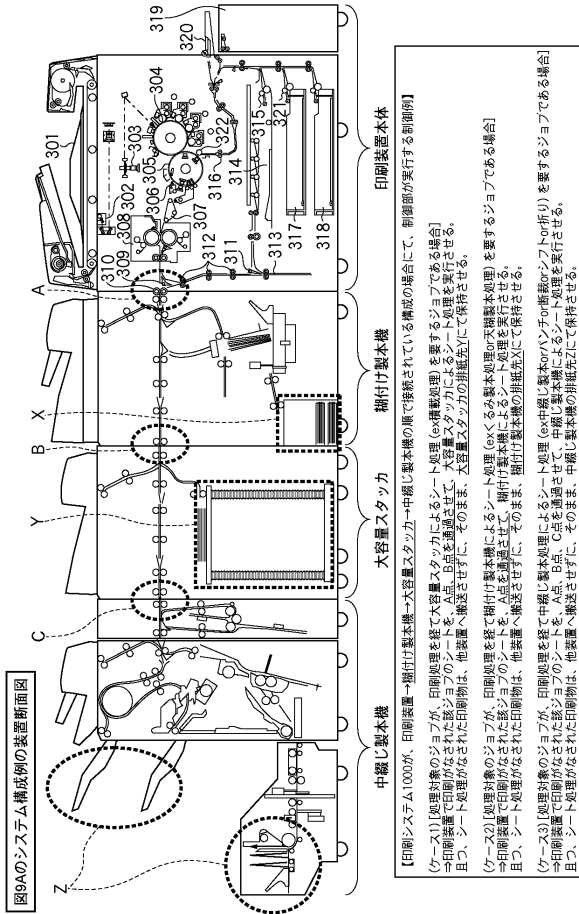 図9Aのシステム構成例の装置断面図
Z
C
Y
B
X
A
310
309
308
302
301
303
304
305
306
307
312
311
313
314
316
322
315
317
318
321
320
319
中綴じ製本機
大容量スタッカ
糊付け製本機
印刷装置本体
【印刷システム1000が、印刷装置→糊付け製本機→大容量スタッカ→中綴じ製本機の順で接続されている構成の場合にて、制御部が実行する制御例】
(ケース1)[処理対象のジョブが、印刷処理を経て大容量スタッカによるシート処理(ex積載処理)を要するジョブである場合]
⇒印刷装置で印刷がなされた該ジョブのシートを、A点、B点を通過させて、大容量スタッカによるシート処理を実行させる。
且つ、シート処理がなされた印刷物は、他装置へ搬送させずに、そのまま、大容量スタッカの排紙先Yにて保持させる。
(ケース2)[処理対象のジョブが、印刷処理を経て糊付け製本機によるシート処理(exくるみ製本処理or天糊製本処理)を要するジョブである場合]
⇒印刷装置で印刷がなされた該ジョブのシートを、A点を通過させて、糊付け製本機によるシート処理を実行させる。
且つ、シート処理がなされた印刷物は、他装置へ搬送させずに、そのまま、糊付け製本機の排紙先Xにて保持させる。
(ケース3)[処理対象のジョブが、印刷処理を経て中綴じ製本処理によるシート処理(ex中綴じ製本orパンチor断裁orシフトor折り)を要するジョブである場合]
⇒印刷装置で印刷がなされた該ジョブのシートを、A点、B点、C点を通過させて、中綴じ製本機によるシート処理を実行させる。
且つ、シート処理がなされた印刷物は、他装置へ搬送させずに、そのまま、中綴じ製本機の排紙先Zにて保持させる。